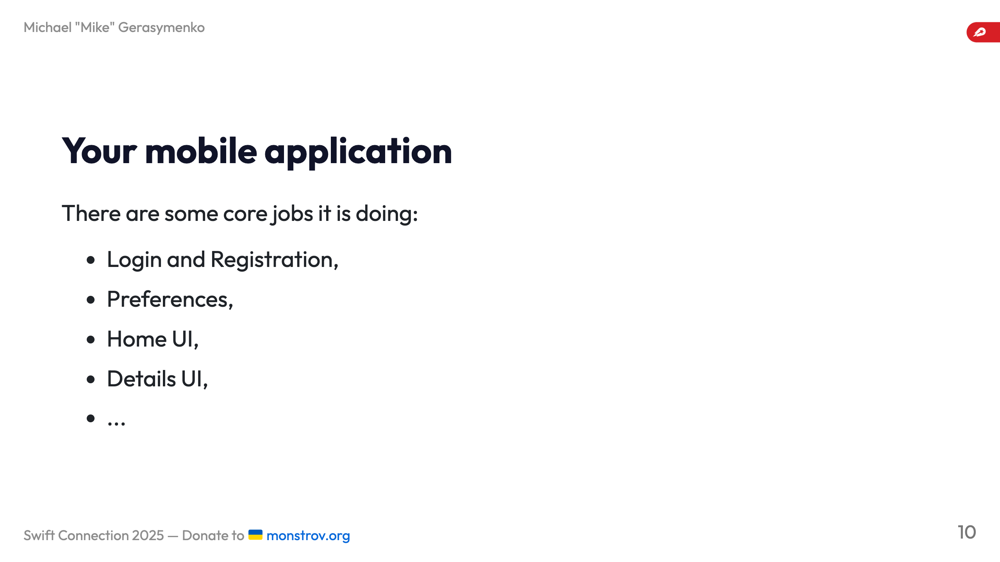 Michael "Mike" Gerasymenko
Your mobile application
There are some core jobs it is doing:
• Login and Registration,
• Preferences,
• Home UI,
• Details UI,
• ...
Swift Connection 2025 — Donate to 🇺🇦 monstrov.org
10